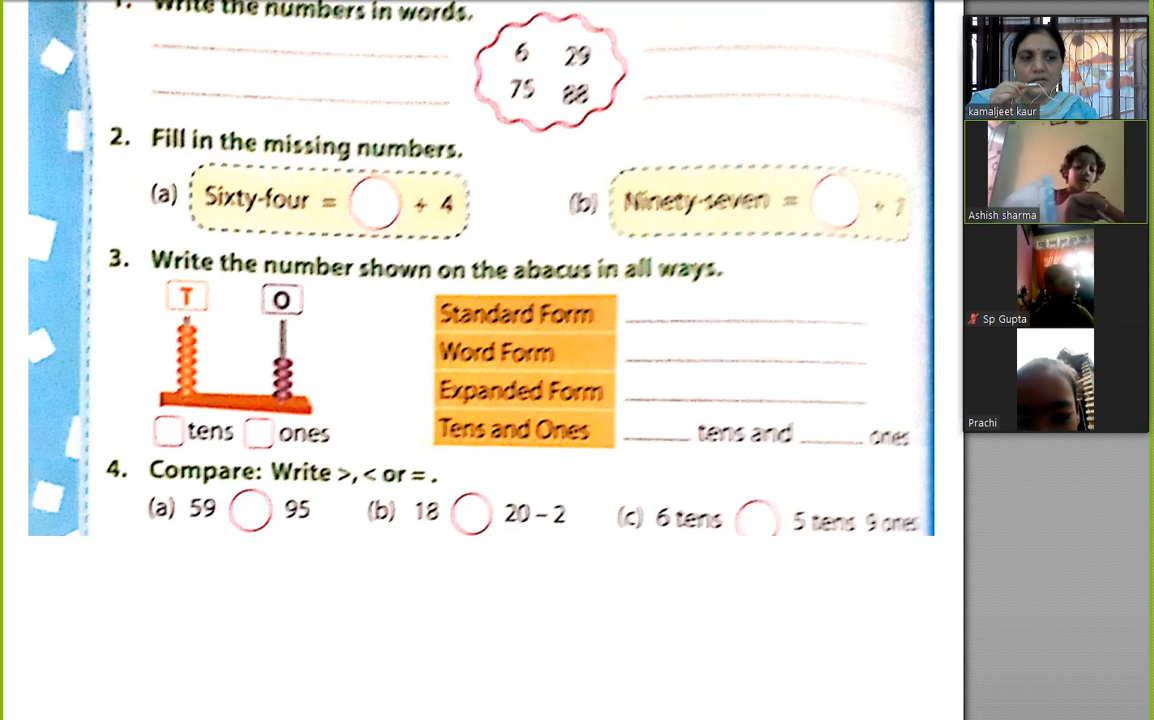 1. Write the numbers in words.
6 29
75 88
2. Fill in the missing numbers.
(a) Sixty-four = + 4
(b) Ninety-seven = + 7
3. Write the number shown on the abacus in all ways.
T O
tens ones
Standard Form
Word Form
Expanded Form
Tens and Ones tens and ones
4. Compare: Write >, < or = .
(a) 59 95 (b) 18 20 – 2 (c) 6 tens 5 tens 9 ones
kamaljeet kaur
Ashish sharma
Sp Gupta
Prachi